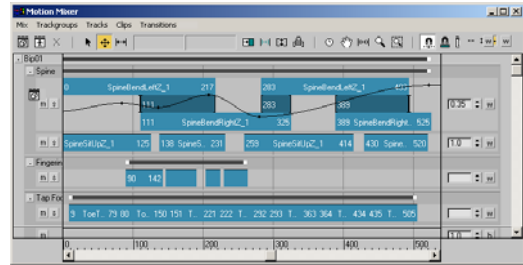 Motion Mixer
Mix Trackgroups Tracks Clips Transitions
Bip01
Spine
0 SpineBendLeftZ_1 217 283 SpineBendLeftZ_1
111 283 389
111 SpineBendRightZ_1 325 389 SpineBendRight. 525
m s 0.35 w
m s SpineSitUpZ_1 125 138 SpineS.. 231 259 SpineSitUpZ_1 414 430 Spine.. 520 1.0 w
Fingerin
m s 90 142 w
Tap Fo
m s 9 ToeT.. 79 80 To.. 150 151 T.. 221 222 T.. 292 293 T.. 363 364 T.. 434 435 T.. 505 w
0 100 200 300 400 500